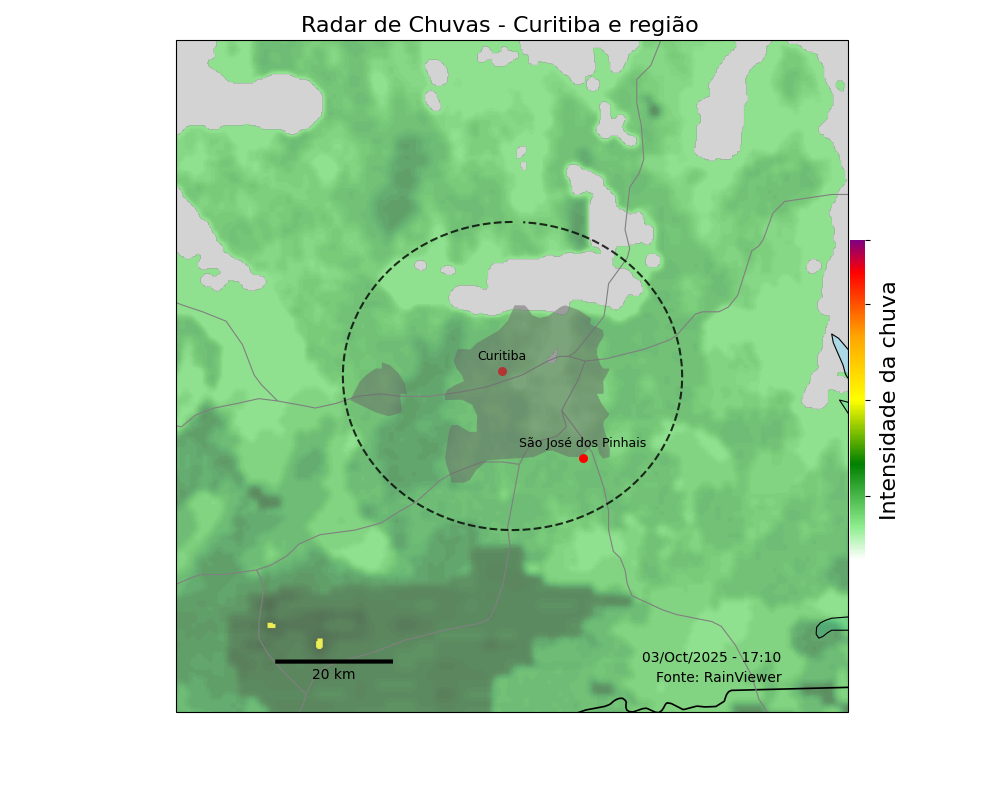 Radar de Chuvas - Curitiba e região
Curitiba
São José dos Pinhais
Intensidade da chuva
03/Oct/2025 - 17:10
Fonte: RainViewer
20 km